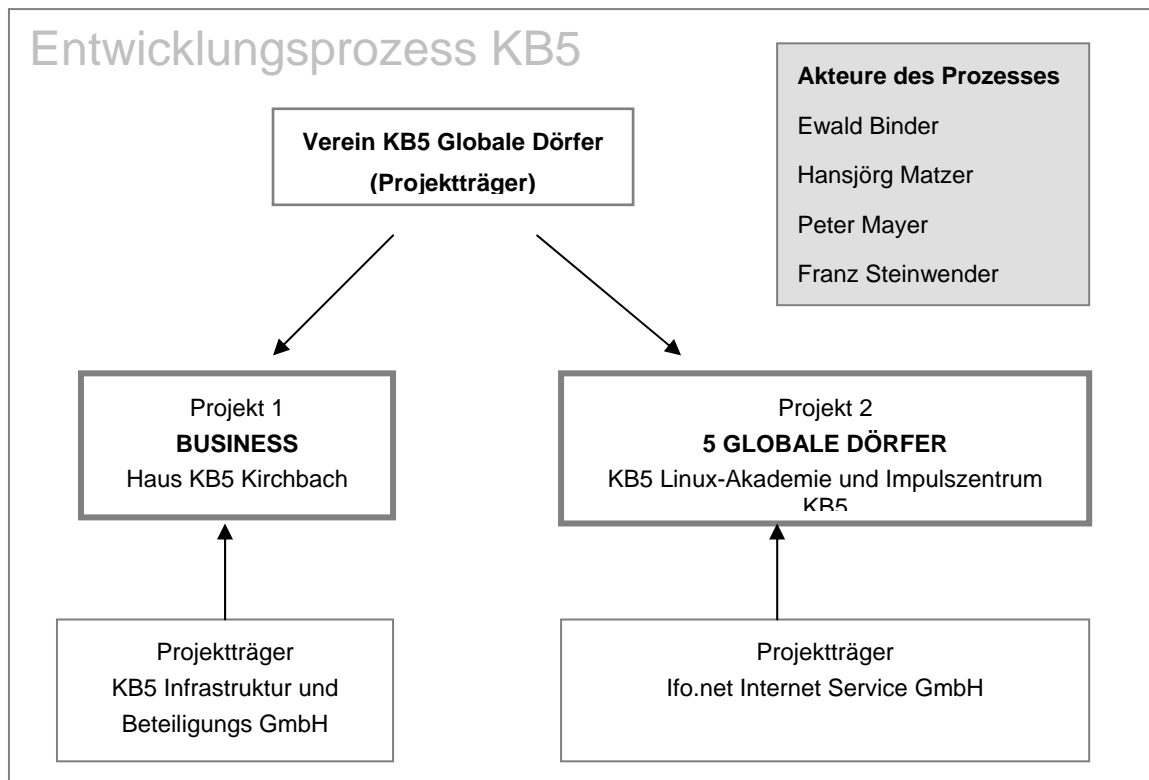 Entwicklungsprozess KB5
Akteure des Prozesses
Ewald Binder
Hansjörg Matzer
Peter Mayer
Franz Steinwender
Verein KB5 Globale Dörfer
(Projektträger)
Projekt 1
BUSINESS
Haus KB5 Kirchbach
Projekt 2
5 GLOBALE DÖRFER
KB5 Linux-Akademie und Impulszentrum
KB5
Projektträger
KB5 Infrastruktur und
Beteiligungs GmbH
Projektträger
Ifo.net Internet Service GmbH